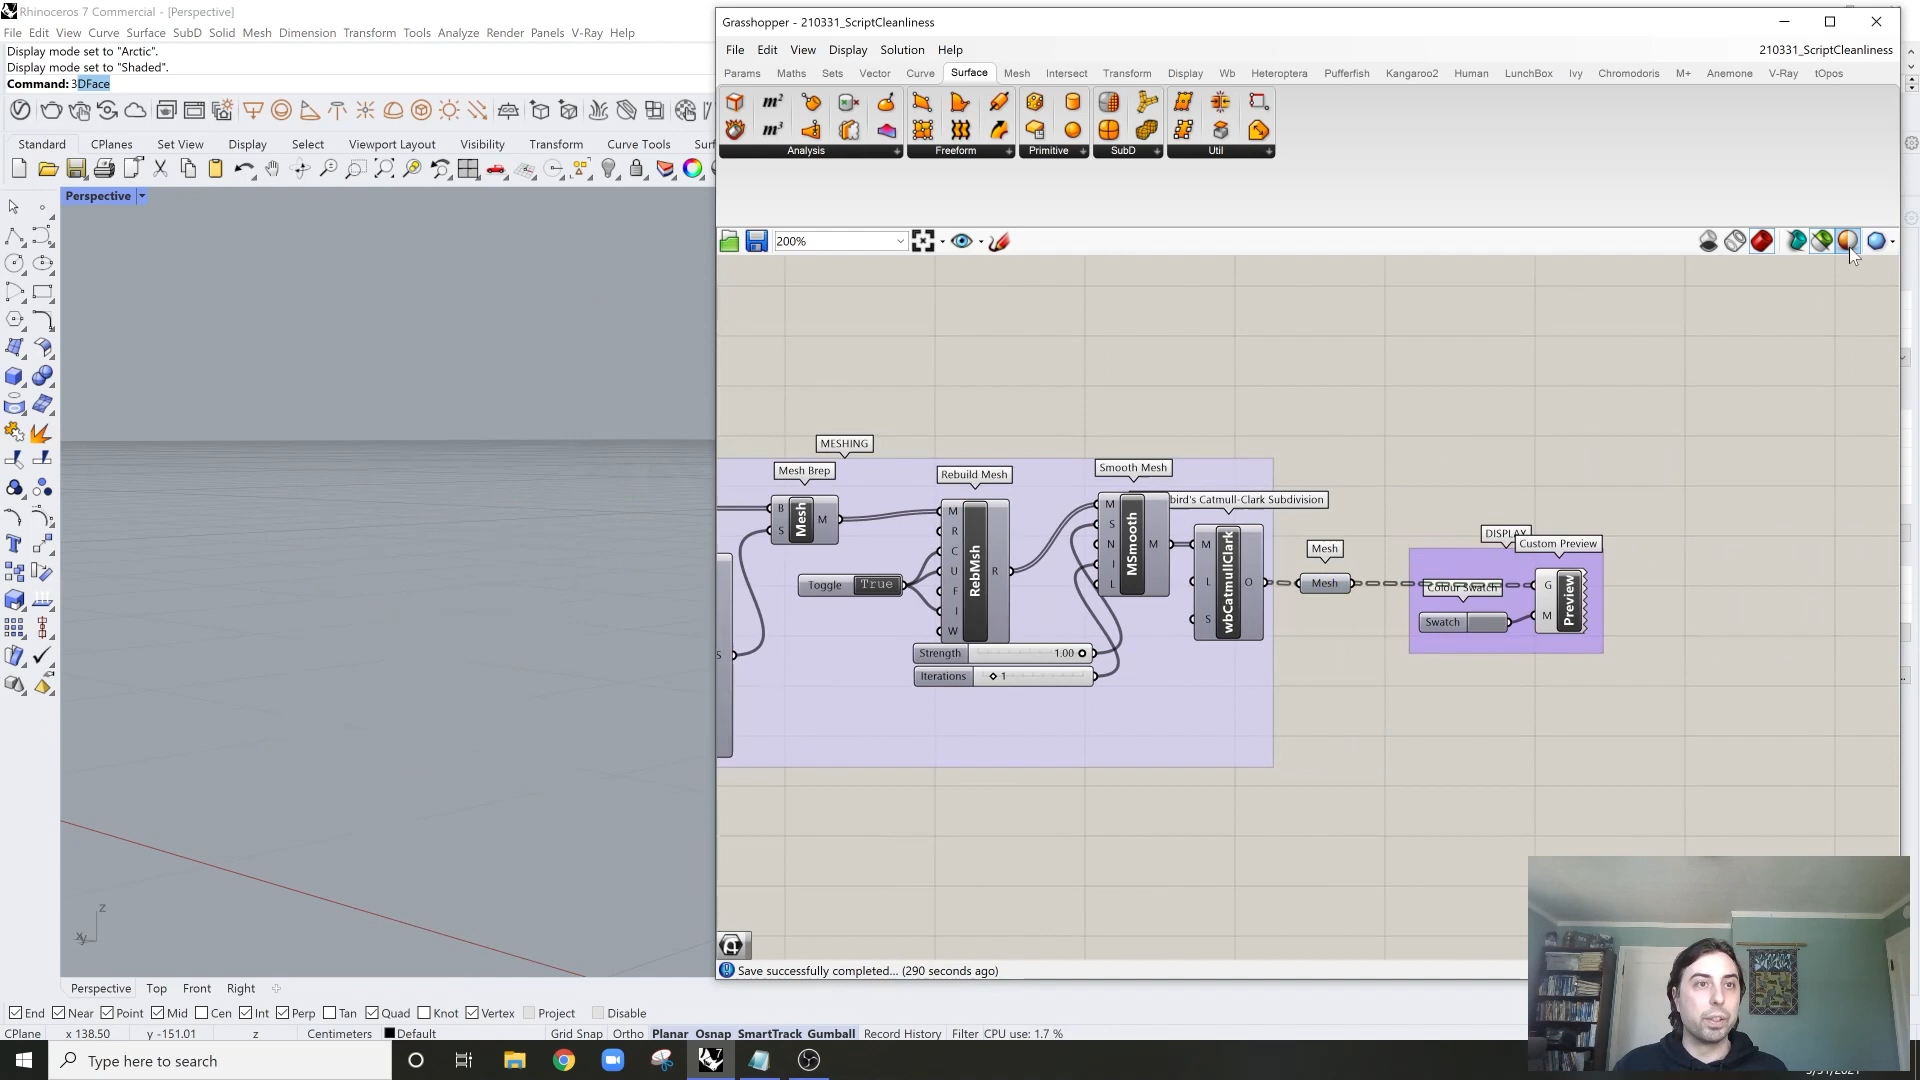 Rhinoceros 7 Commercial - [Perspective]
File Edit View Curve Surface SubD Solid Mesh Dimension Transform Tools Analyze Render Panels V-Ray Help
Display mode set to "Arctic".
Display mode set to "Shaded".
Command: 3DFace
Standard CPlanes Set View Display Select Viewport Layout Visibility Transform Curve Tools
Perspective
Grasshopper - 210331_ScriptCleanliness
File Edit View Display Solution Help 210331_ScriptCleanliness
Params Maths Sets Vector Curve Surface Mesh Intersect Transform Display Wb Heteroptera Pufferfish Kangaroo2 Human LunchBox Ivy Chromodoris M+ Anemone V-Ray tOpos
m²
m³
Analysis Freeform Primitive SubD Util
200%
MESHING
Mesh Brep
B S Mesh M
Rebuild Mesh
M R C U F I W RebMsh R
Smooth Mesh
M S N I L MSmooth M
bird's Catmull-Clark Subdivision
M L S wbCatmullClark O
Toggle True
Strength 1.00
Iterations 1
S
Mesh
Mesh
DISPLAY
Custom Preview
Colour Swatch
Swatch
G M Preview
Save successfully completed... (290 seconds ago)
z
y
Perspective Top Front Right
End Near Point Mid Cen Int Perp Tan Quad Knot Vertex Project Disable
CPlane x 138.50 y -151.01 z Centimeters Default Grid Snap Ortho Planar Osnap SmartTrack Gumball Record History Filter CPU use: 1.7 %
Type here to search